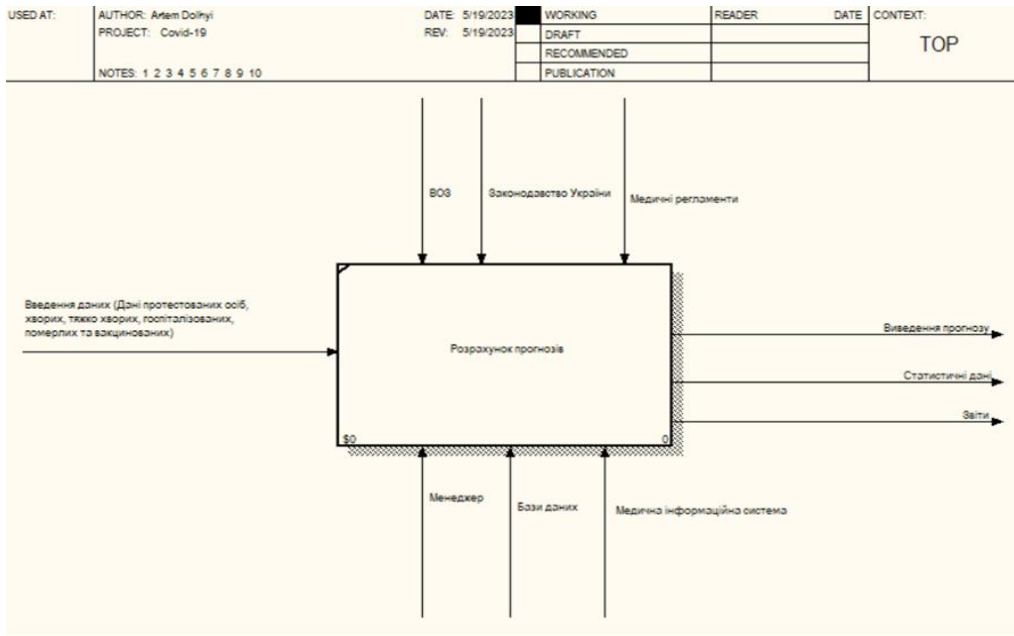 USED AT:
AUTHOR: Artem Dolhyi
DATE: 5/19/2023
WORKING
READER
DATE
CONTEXT:
PROJECT: Covid-19
REV: 5/19/2023
DRAFT
TOP
RECOMMENDED
NOTES: 1 2 3 4 5 6 7 8 9 10
PUBLICATION
ВОЗ
Законодавство України
Медичні регламенти
Введення даних (Дані протестованих осіб,
хворих, тяжко хворих, госпіталізованих,
померлих та вакцинованих)
Розрахунок прогнозів
Виведення прогнозу
Статистичні дані
Звіти
$0
0
Менеджер
Бази даних
Медична інформаційна система